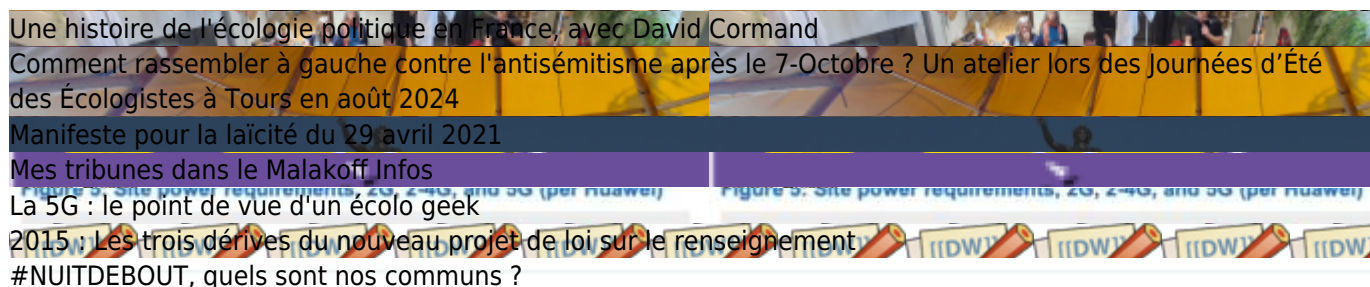 Une histoire de l'écologie politique en France, avec David Cormand
Comment rassembler à gauche contre l'antisémitisme après le 7-Octobre ? Un atelier lors des Journées d’Été
des Écologistes à Tours en août 2024
Manifeste pour la laïcité du 29 avril 2021
Mes tribunes dans le Malakoff Infos
Figure 5: Site power requirements, 2G, 2-4G, and 5G (per Huawei) Figure 5: Site power requirements, 2G, 2-4G, and 5G (per Huawei)
La 5G : le point de vue d'un écolo geek
2015 : Les trois dérives du nouveau projet de loi sur le renseignement
#NUITDEBOUT, quels sont nos communs ?